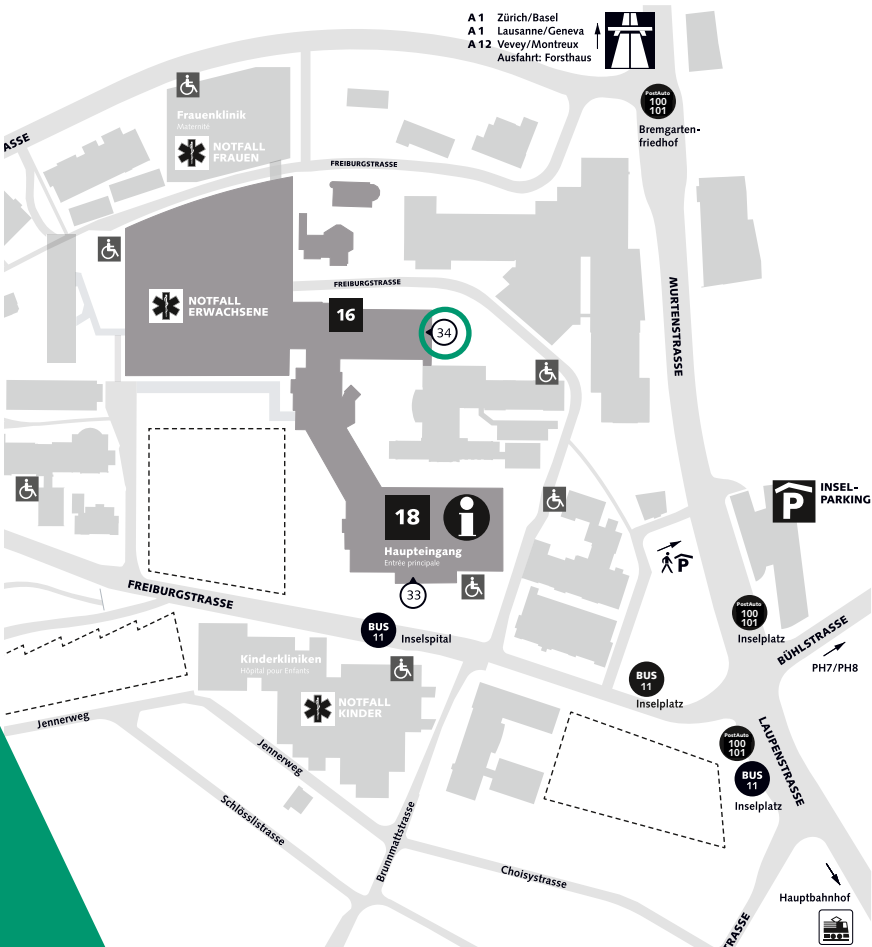 A 1 Zürich/Basel
A 1 Lausanne/Geneva
A 12 Vevey/Montreux
Ausfahrt: Forsthaus
PostAuto
100
101
Bremgarten-
friedhof
Frauenklinik
Maternité
NOTFALL
FRAUEN
ASSE
FREIBURGSTRASSE
NOTFALL
ERWACHSENE
FREIBURGSTRASSE
16
34
MURTENSTRASSE
18
i
Haupteingang
Entrée principale
33
P
INSEL-
PARKING
P
FREIBURGSTRASSE
BUS
11
Inselspital
PostAuto
100
101
Inselplatz
BÜHLSTRASSE
PH7/PH8
Kinderkliniken
Hôpital pour Enfants
NOTFALL
KINDER
BUS
11
Inselplatz
Jennerweg
Jennerweg
PostAuto
100
101
BUS
11
Inselplatz
LAUPENSTRASSE
Schlösslistrasse
Brunnmattstrasse
Choisystrasse
Hauptbahnhof
TRASSE